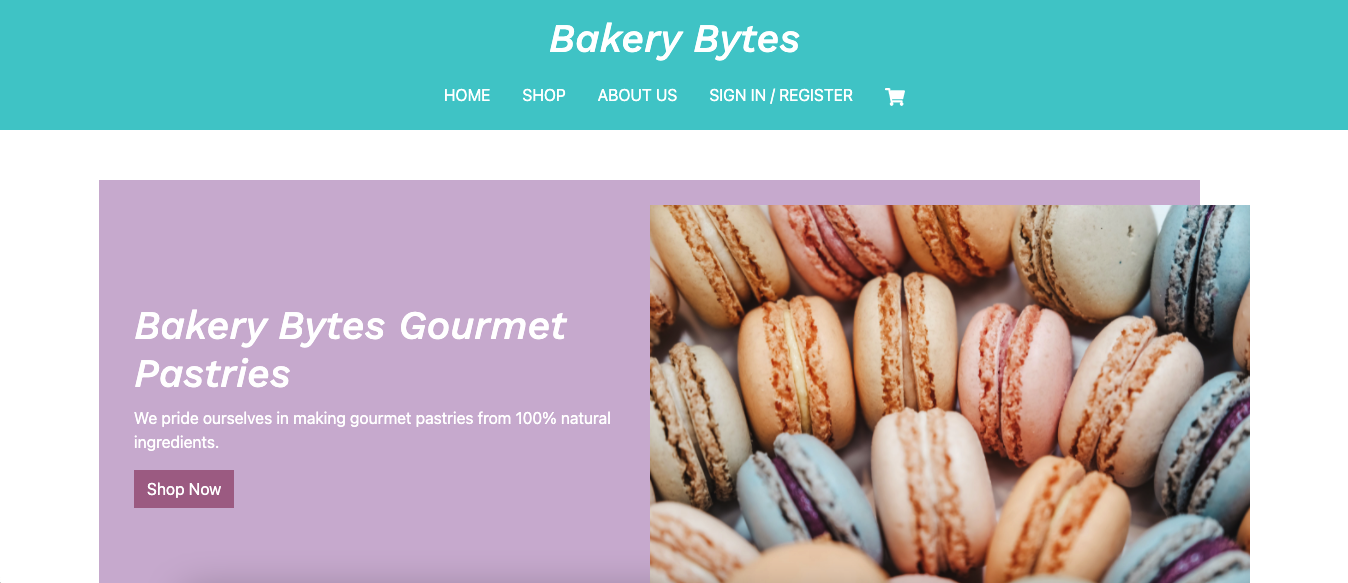 Bakery Bytes
HOME SHOP ABOUT US SIGN IN / REGISTER
Bakery Bytes Gourmet
Pastries
We pride ourselves in making gourmet pastries from 100% natural
ingredients.
Shop Now